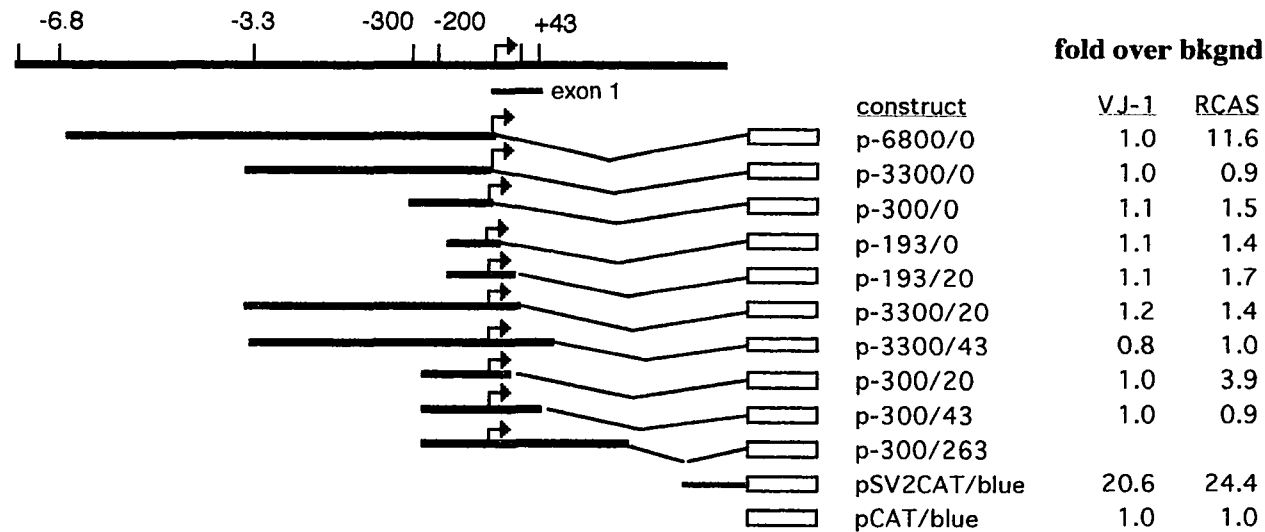 -6.8 -3.3 -300 -200 +43
fold over bkgnd
exon 1
construct VJ-1 RCAS
p-6800/0 1.0 11.6
p-3300/0 1.0 0.9
p-300/0 1.1 1.5
p-193/0 1.1 1.4
p-193/20 1.1 1.7
p-3300/20 1.2 1.4
p-3300/43 0.8 1.0
p-300/20 1.0 3.9
p-300/43 1.0 0.9
p-300/263
pSV2CAT/blue 20.6 24.4
pCAT/blue 1.0 1.0